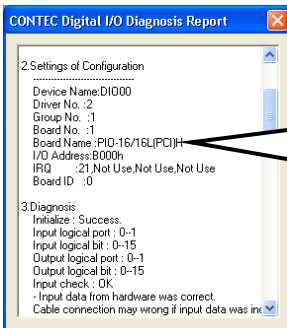 CONTEC Digital I/O Diagnosis Report
2.Settings of Configuration
----------------------------------
Device Name:DIO00
Driver No. :2
Group No. :1
Board No. :1
Board Name :PIO-16/16L(PCI)H
I/O Address:B000h
IRQ :21,Not Use,Not Use,Not Use
Board ID :0
3.Diagnosis
Initialize : Success.
Input logical port : 0--1
Input logical bit : 0--15
Output logical port : 0--1
Output logical bit : 0--15
Input check : OK
- Input data from hardware was correct.
Cable connection may wrong if input data was inc